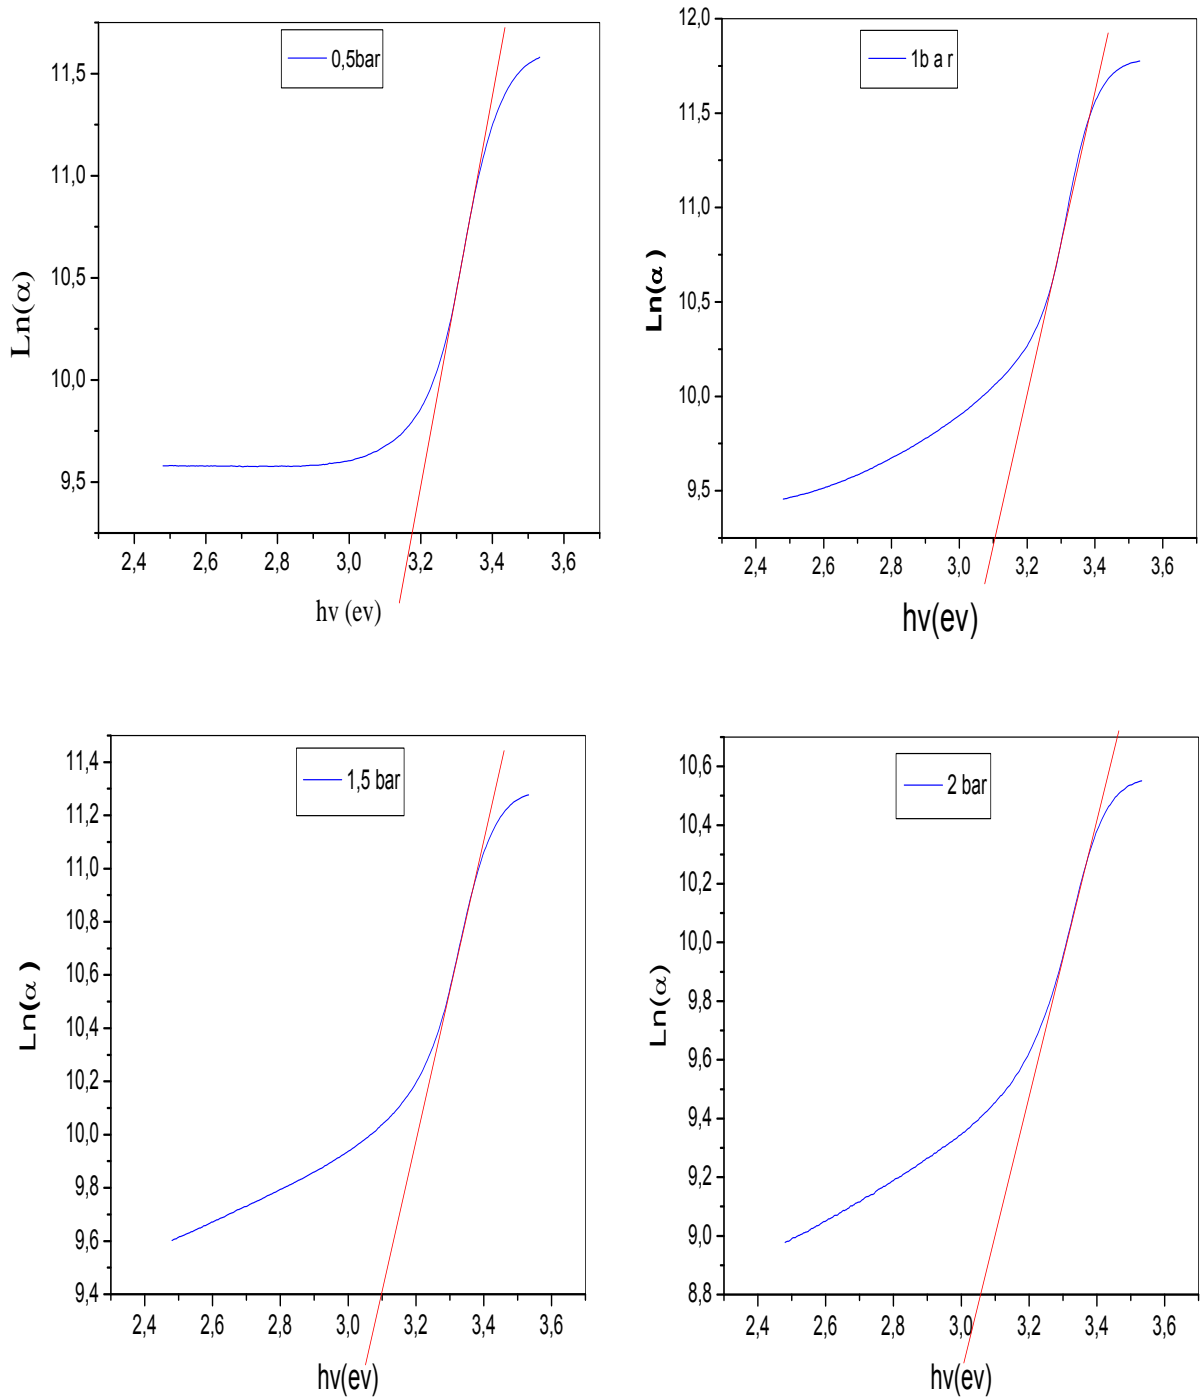 0,5bar
11,5
11,0
10,5
10,0
9,5
Ln(α)
2,4 2,6 2,8 3,0 3,2 3,4 3,6
hν (ev)
1b a r
12,0
11,5
11,0
10,5
10,0
9,5
Ln(α )
2,4 2,6 2,8 3,0 3,2 3,4 3,6
hv(ev)
1,5 bar
11,4
11,2
11,0
10,8
10,6
10,4
10,2
10,0
9,8
9,6
9,4
Ln(α )
2,4 2,6 2,8 3,0 3,2 3,4 3,6
hv(ev)
2 bar
10,6
10,4
10,2
10,0
9,8
9,6
9,4
9,2
9,0
8,8
Ln(α)
2,4 2,6 2,8 3,0 3,2 3,4 3,6
hv(ev)